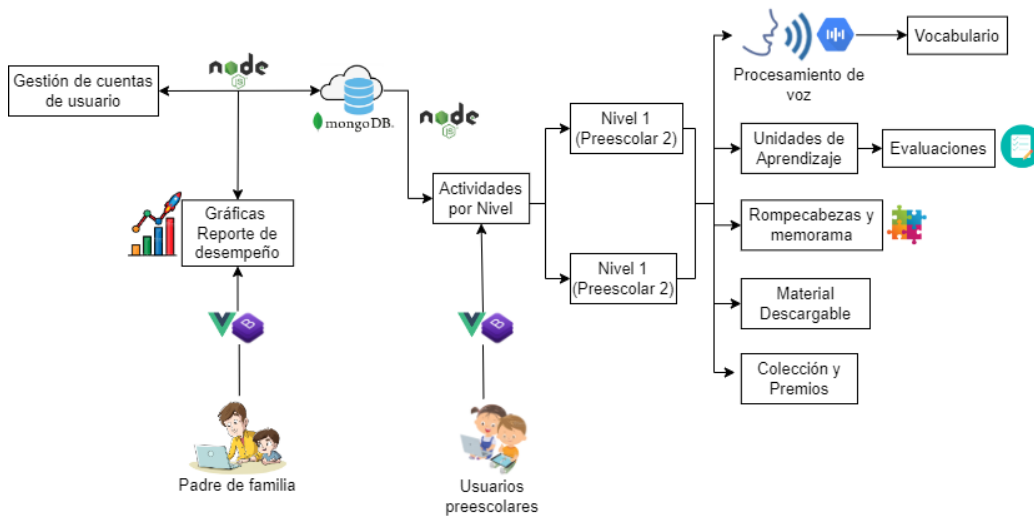 Gestión de cuentas
de usuario
node
JS
mongoDB.
node
JS
Gráficas
Reporte de
desempeño
B
Padre de familia
Actividades
por Nivel
B
Usuarios
preescolares
Nivel 1
(Preescolar 2)
Nivel 1
(Preescolar 2)
Procesamiento de
voz
Vocabulario
Unidades de
Aprendizaje
Evaluaciones
Rompecabezas y
memorama
Material
Descargable
Colección y
Premios